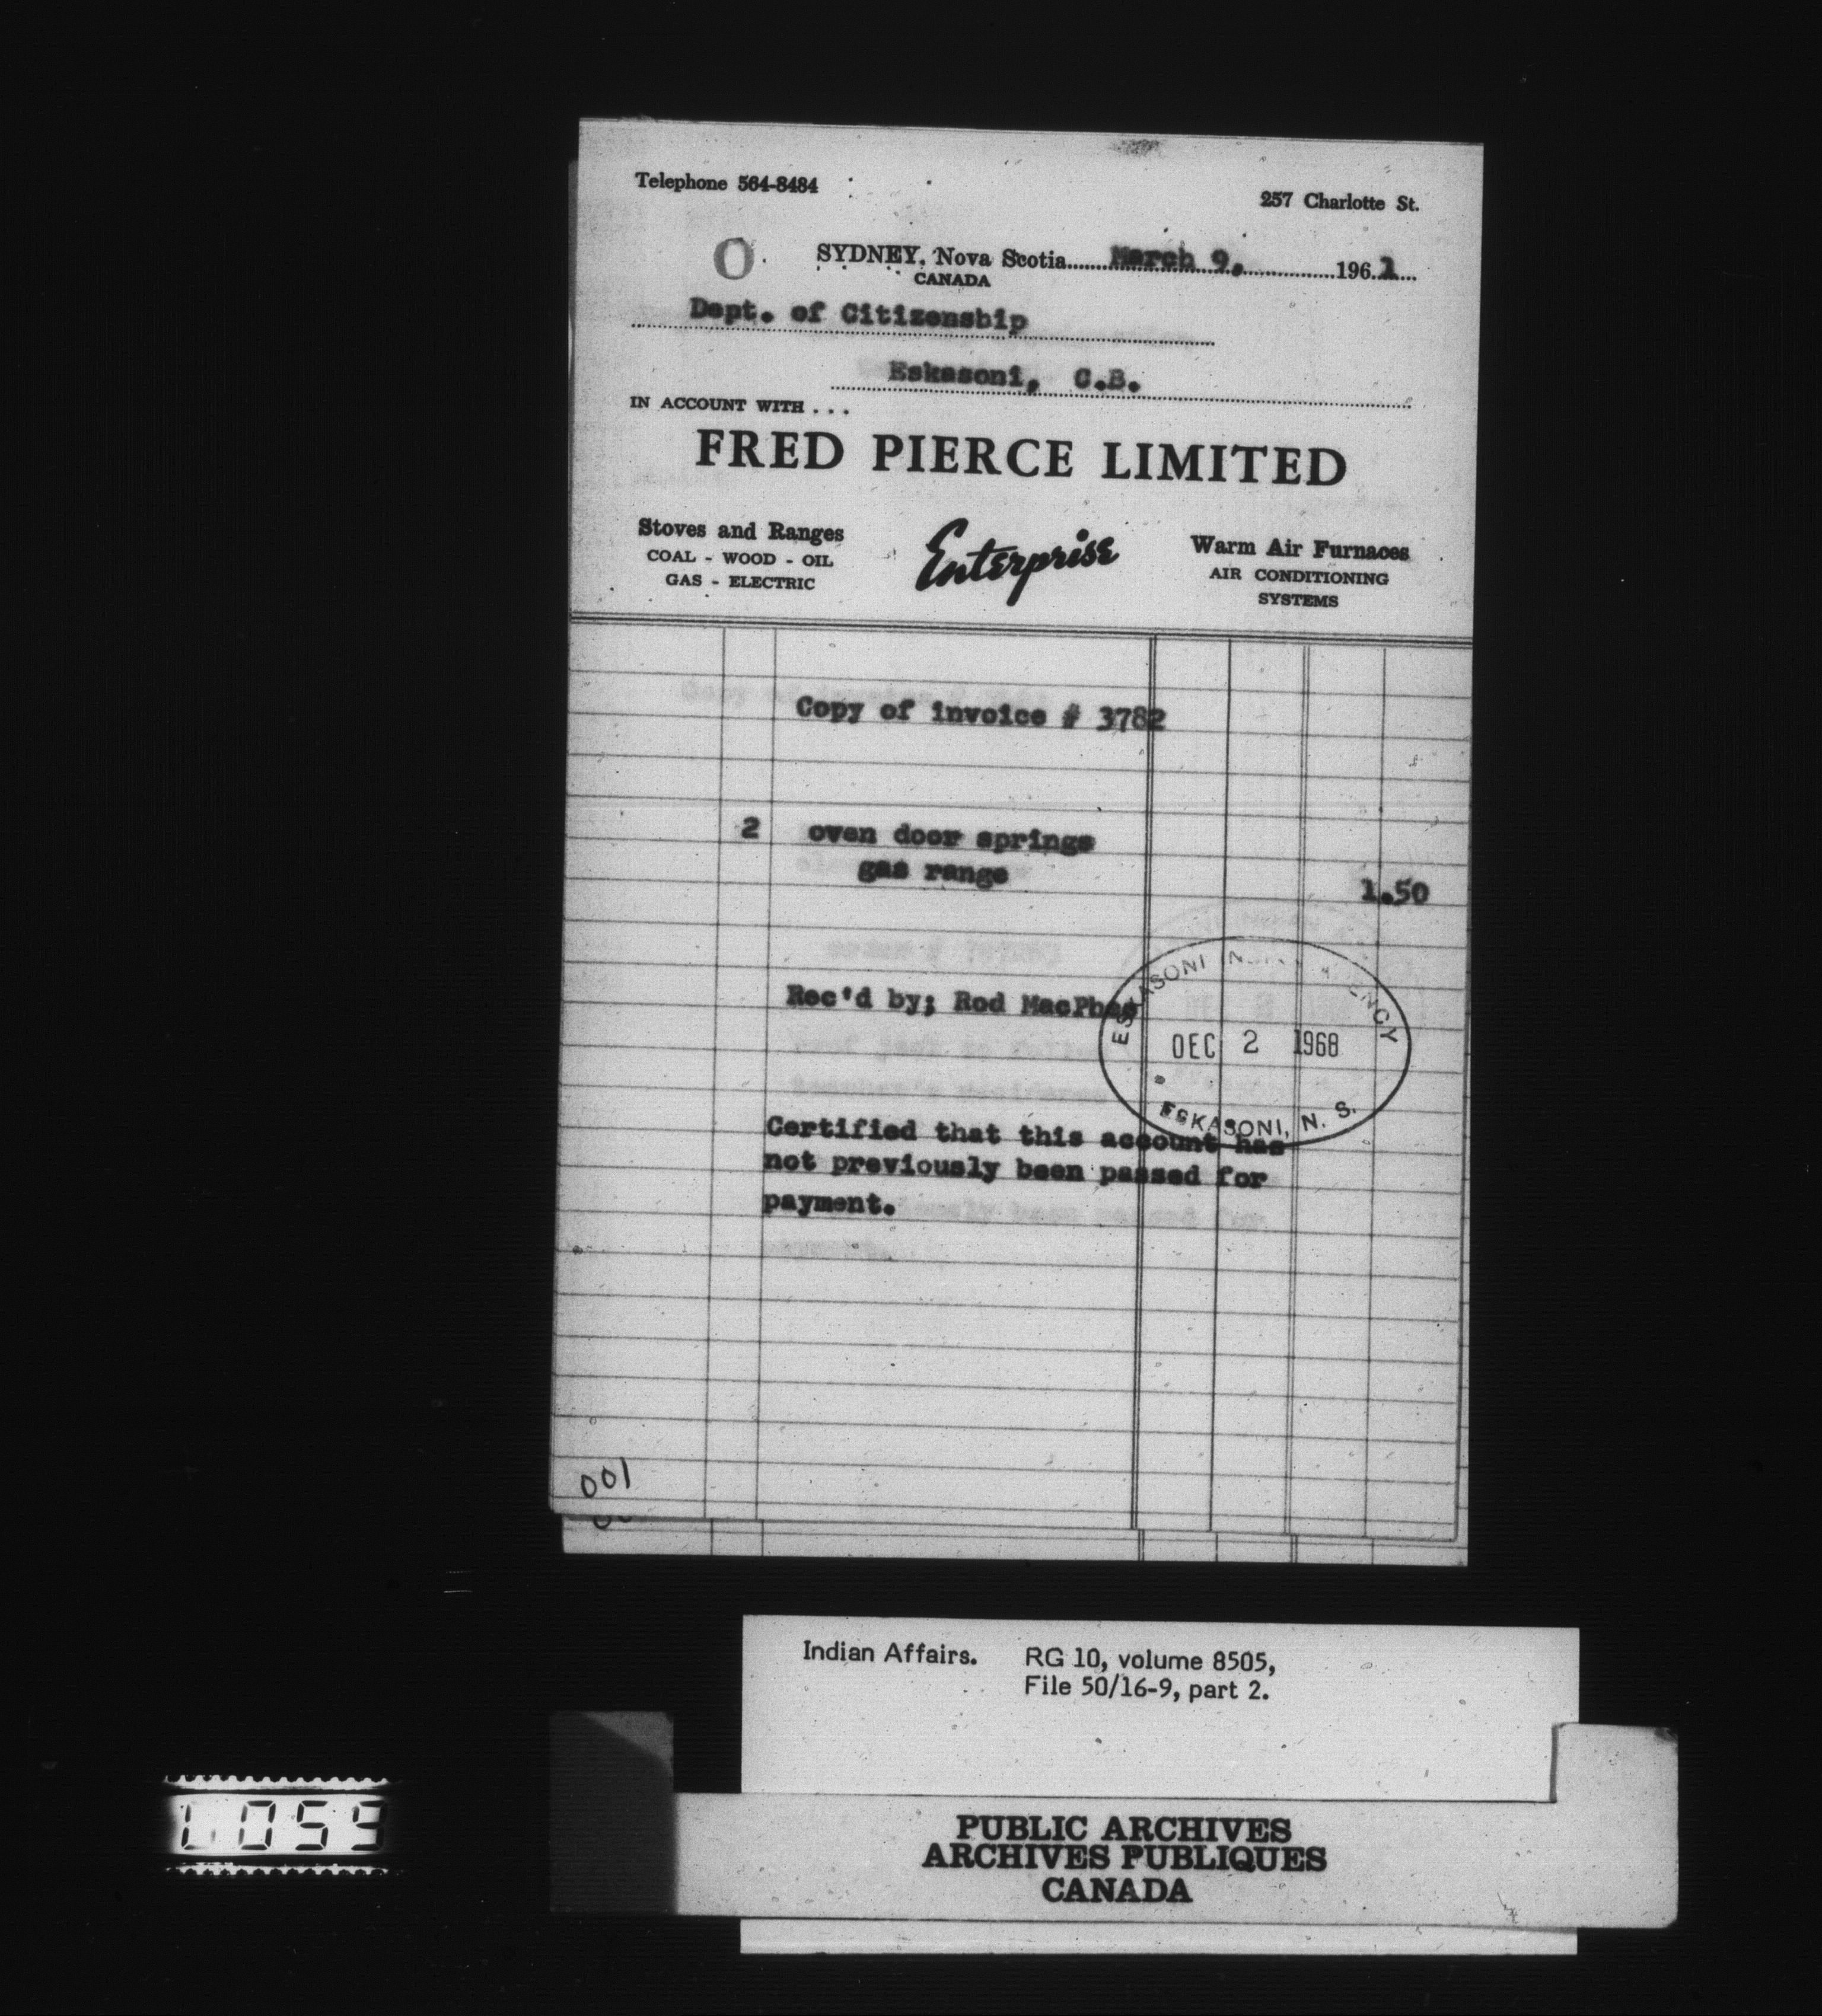 Telephone 564-8484
257 Charlotte St.
O
SYDNEY, Nova Scotia March 9, 1961
CANADA
Dept. of Citizenship
Eskasoni, C.B.
IN ACCOUNT WITH . . .
FRED PIERCE LIMITED
Stoves and Ranges
COAL - WOOD - OIL
GAS - ELECTRIC
Enterprise
Warm Air Furnaces
AIR CONDITIONING
SYSTEMS
Copy of invoice # 3782
2 oven door springs
gas range
1.50
Rec'd by; Rod MacPhee
ESKASONI
DEC 2 1968
ESKASONI, N. S.
Certified that this account has
not previously been passed for
payment.
001
Indian Affairs. RG 10, volume 8505,
File 50/16-9, part 2.
PUBLIC ARCHIVES
ARCHIVES PUBLIQUES
CANADA